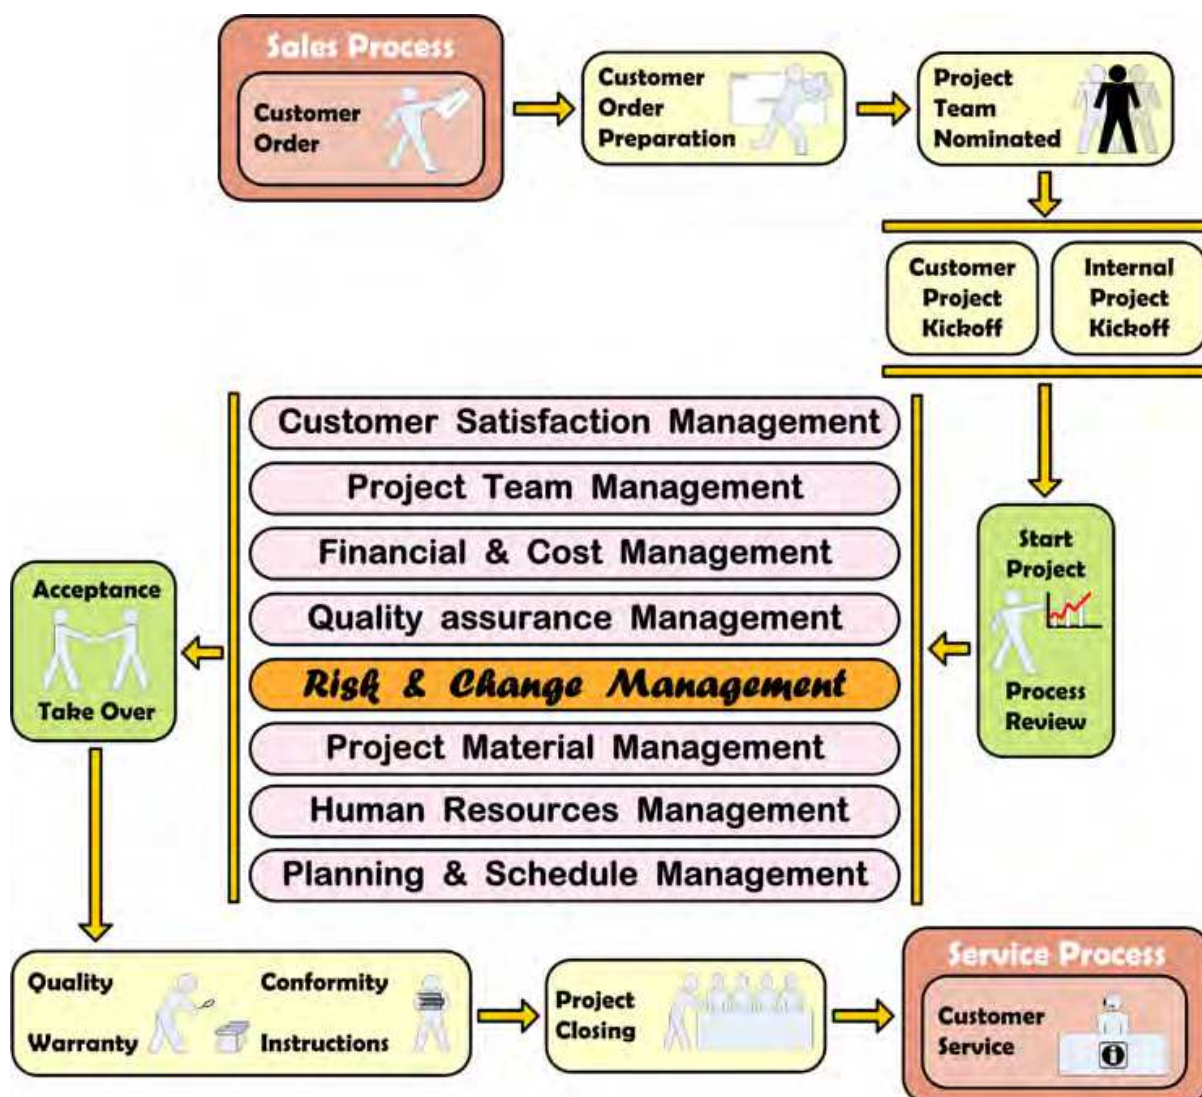 Sales Process
Customer
Order
Customer
Order
Preparation
Project
Team
Nominated
Customer
Project
Kickoff
Internal
Project
Kickoff
Customer Satisfaction Management
Project Team Management
Financial & Cost Management
Quality assurance Management
Risk & Change Management
Project Material Management
Human Resources Management
Planning & Schedule Management
Start
Project
Process
Review
Acceptance
Take Over
Quality
Conformity
Warranty
Instructions
Project
Closing
Service Process
Customer
Service
i